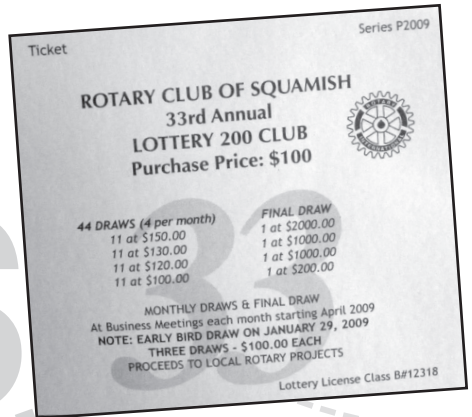 Ticket
Series P2009
ROTARY CLUB OF SQUAMISH
33rd Annual
LOTTERY 200 CLUB
Purchase Price: $100
ROTARY
INTERNATIONAL
33
44 DRAWS (4 per month)
11 at $150.00
11 at $130.00
11 at $120.00
11 at $100.00
FINAL DRAW
1 at $2000.00
1 at $1000.00
1 at $1000.00
1 at $200.00
MONTHLY DRAWS & FINAL DRAW
At Business Meetings each month starting April 2009
NOTE: EARLY BIRD DRAW ON JANUARY 29, 2009
THREE DRAWS - $100.00 EACH
PROCEEDS TO LOCAL ROTARY PROJECTS
Lottery License Class B#12318